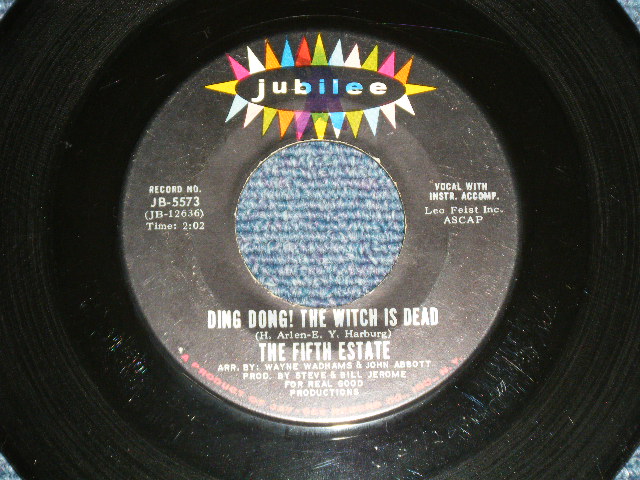 jubilee
RECORD NO.
JB-5573
(JB-12636)
Time: 2:02
VOCAL WITH
INSTR. ACCOMP.
Leo Feist Inc.
ASCAP
DING DONG! THE WITCH IS DEAD
(H. Arlen-E. Y. Harburg)
THE FIFTH ESTATE
ARR. BY: WAYNE WADHAMS & JOHN ABBOTT
PROD. BY STEVE & BILL JEROME
FOR REAL GOOD
PRODUCTIONS
A PRODUCT OF
N. Y.